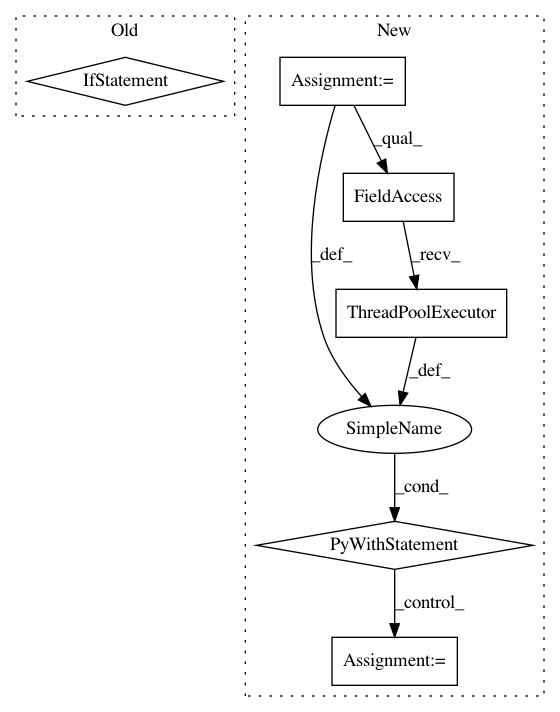 Old
IfStatement
New
Assignment:=
_qual_
FieldAccess
_def_
_recv_
ThreadPoolExecutor
_def_
SimpleName
_cond_
PyWithStatement
_control_
Assignment:=